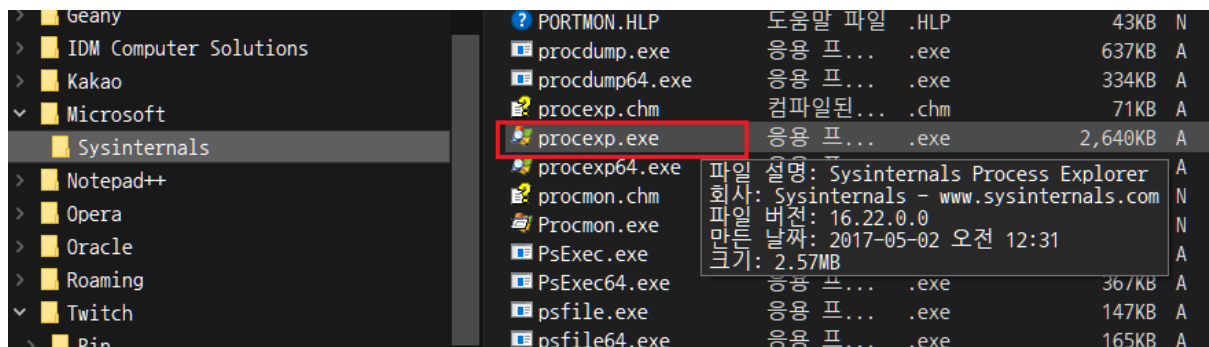 Geany
IDM Computer Solutions
Kakao
Microsoft
Sysinternals
Notepad++
Opera
Oracle
Roaming
Twitch
Bin
PORTMON.HLP 도움말 파일 .HLP 43KB N
procdump.exe 응용 프... .exe 637KB A
procdump64.exe 응용 프... .exe 334KB A
procexp.chm 컴파일된... .chm 71KB A
procexp.exe 응용 프... .exe 2,640KB A
procexp64.exe A
procmon.chm N
Procmon.exe N
PsExec.exe A
PsExec64.exe 응용 프... .exe 367KB A
psfile.exe 응용 프... .exe 147KB A
psfile64.exe 응용 프... .exe 165KB A
파일 설명: Sysinternals Process Explorer
회사: Sysinternals - www.sysinternals.com
파일 버전: 16.22.0.0
만든 날짜: 2017-05-02 오전 12:31
크기: 2.57MB